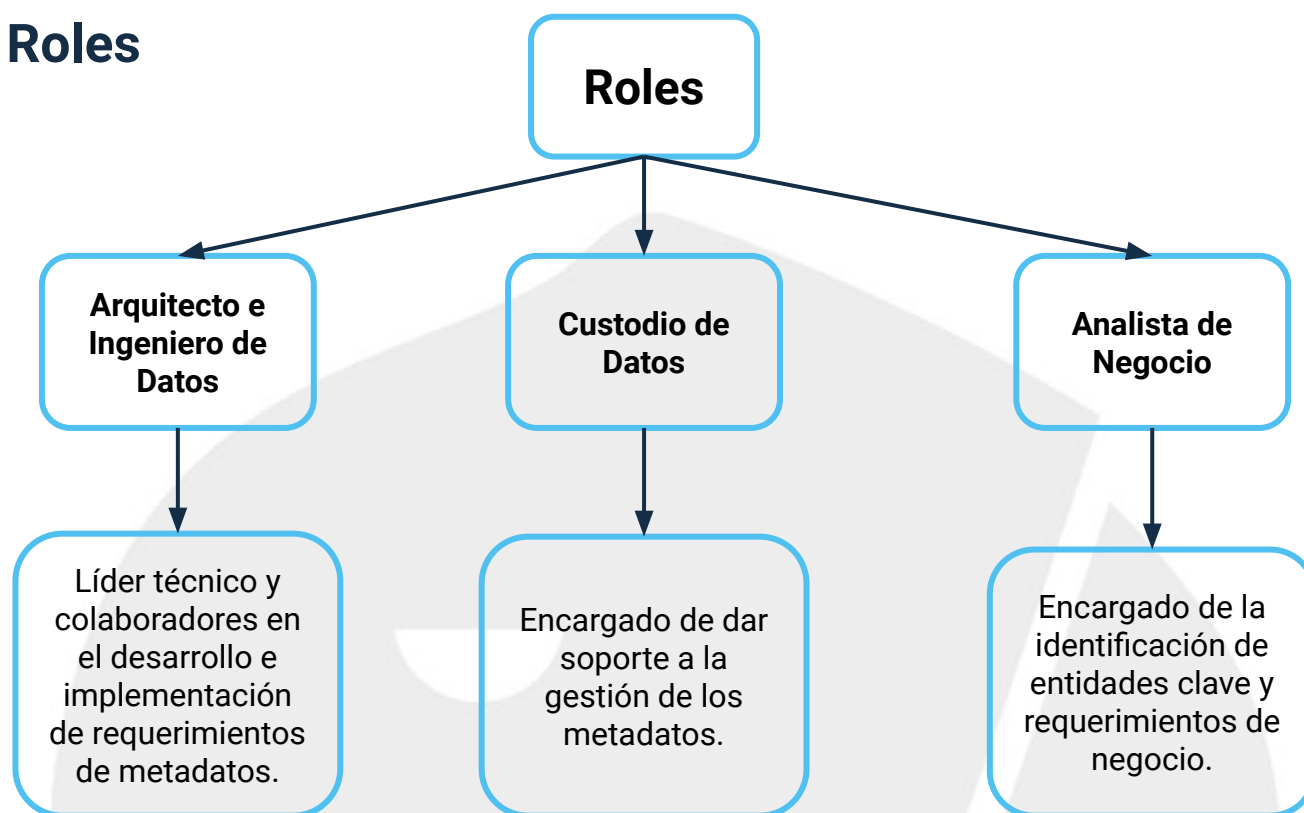 Roles
Roles
Arquitecto e
Ingeniero de
Datos
Custodio de
Datos
Analista de
Negocio
Líder técnico y
colaboradores en
el desarrollo e
implementación
de requerimientos
de metadatos.
Encargado de dar
soporte a la
gestión de los
metadatos.
Encargado de la
identificación de
entidades clave y
requerimientos de
negocio.